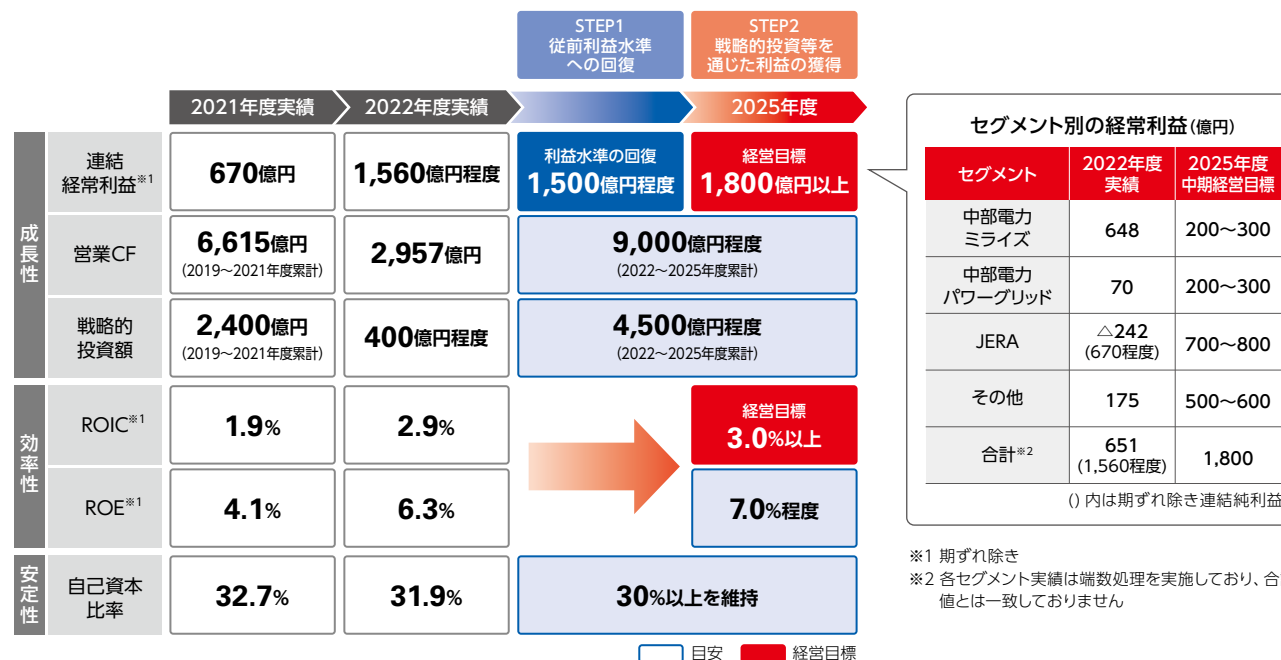 STEP1
従前利益水準
への回復
STEP2
戦略的投資等を
通じた利益の獲得
2021年度実績
2022年度実績
2025年度
成長性
連結
経常利益※1
670億円
1,560億円程度
利益水準の回復
1,500億円程度
経営目標
1,800億円以上
営業CF
6,615億円
(2019～2021年度累計)
2,957億円
9,000億円程度
(2022～2025年度累計)
戦略的
投資額
2,400億円
(2019～2021年度累計)
400億円程度
4,500億円程度
(2022～2025年度累計)
効率性
ROIC※1
1.9%
2.9%
経営目標
3.0%以上
ROE※1
4.1%
6.3%
7.0%程度
安定性
自己資本
比率
32.7%
31.9%
30%以上を維持
目安
経営目標
セグメント別の経常利益(億円)
セグメント
2022年度
実績
2025年度
中期経営目標
中部電力
ミライズ
648
200～300
中部電力
パワーグリッド
70
200～300
JERA
△242
(670程度)
700～800
その他
175
500～600
合計※2
651
(1,560程度)
1,800
() 内は期ずれ除き連結純利益
※1 期ずれ除き
※2 各セグメント実績は端数処理を実施しており、合
値とは一致しておりません